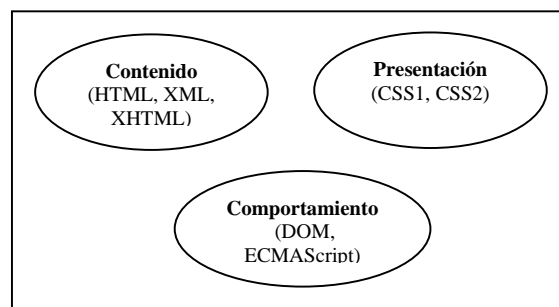 Contenido
(HTML, XML,
XHTML)
Presentación
(CSS1, CSS2)
Comportamiento
(DOM,
ECMAScript)